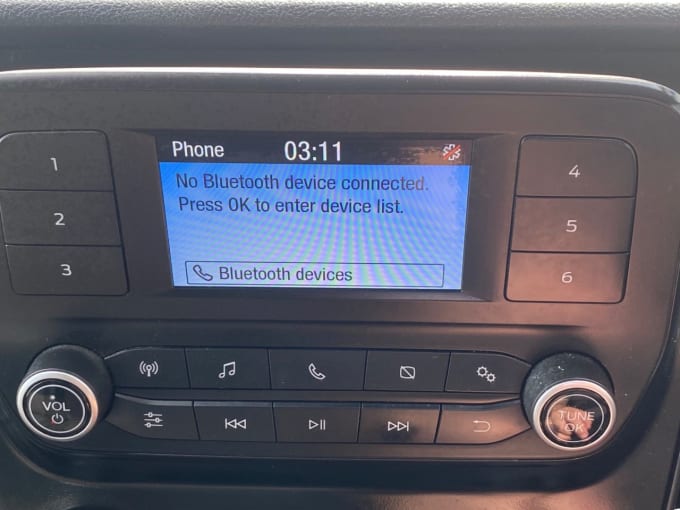 Phone 03:11
No Bluetooth device connected.
Press OK to enter device list.
Bluetooth devices
1
2
3
4
5
6
VOL
TUNE
OK